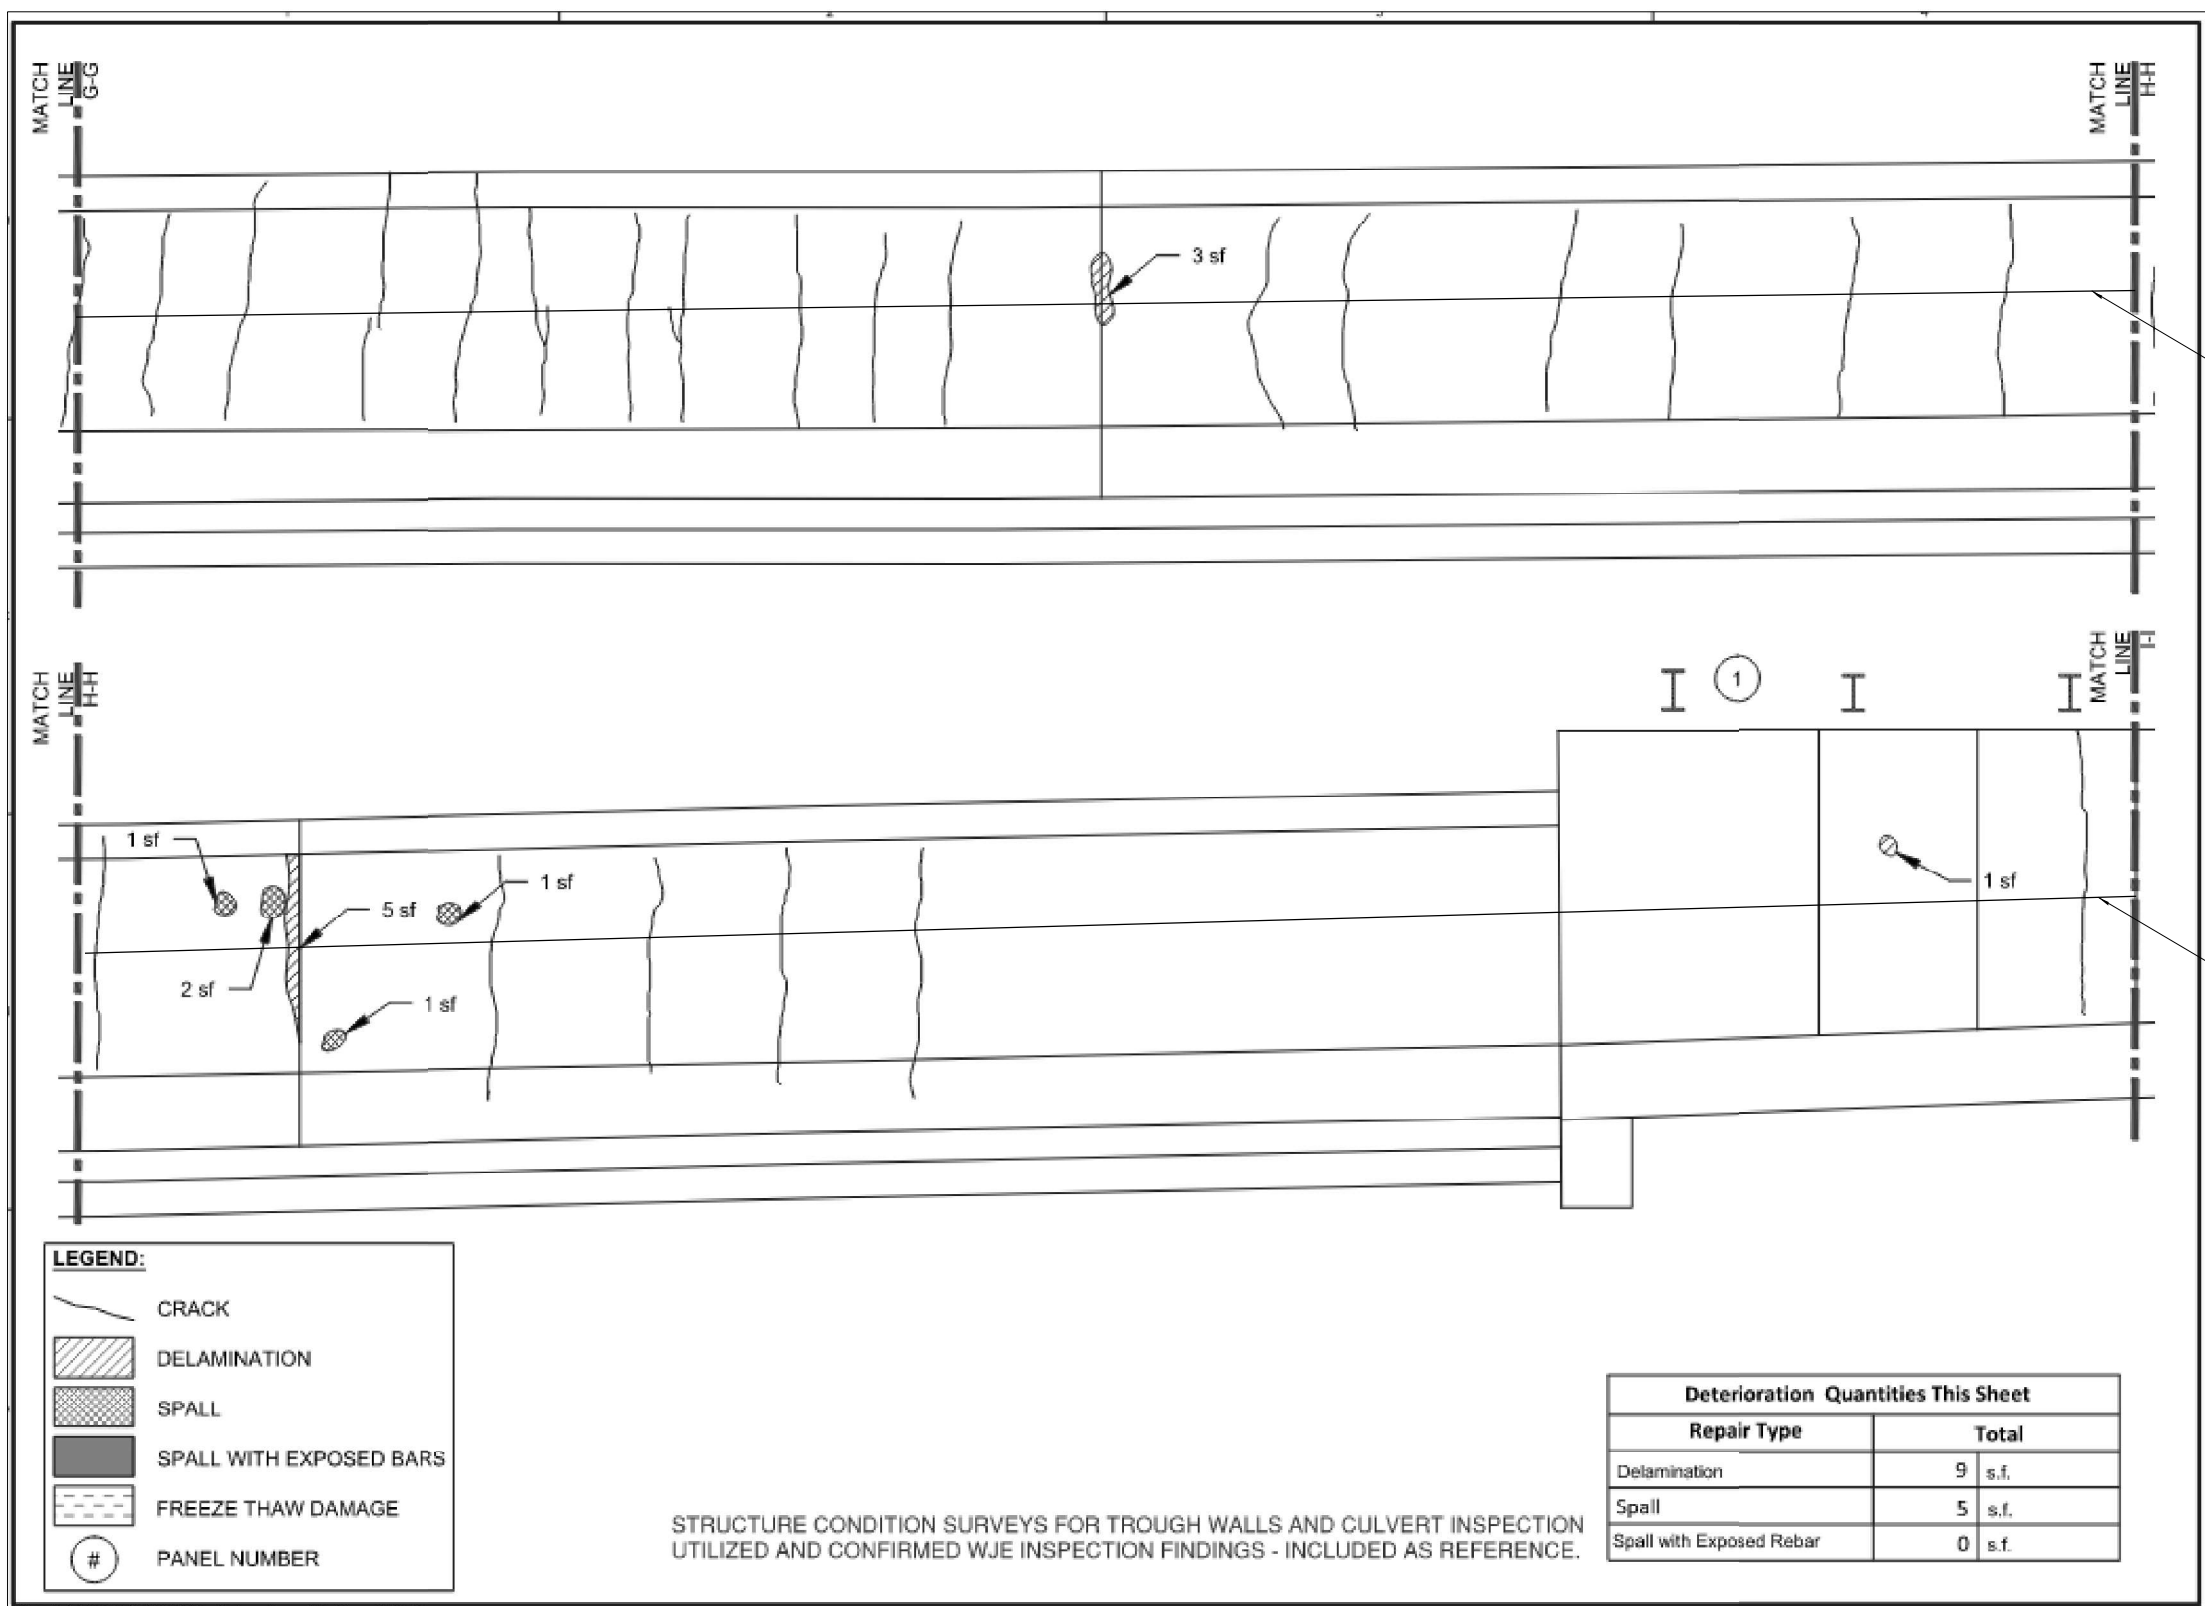 MATCH
LINE
G-G
MATCH
LINE
H-H
3 sf
MATCH
LINE
H-H
MATCH
LINE
I-I
1
1 sf
2 sf
5 sf
1 sf
1 sf
1 sf
LEGEND:
CRACK
DELAMINATION
SPALL
SPALL WITH EXPOSED BARS
FREEZE THAW DAMAGE
# PANEL NUMBER
STRUCTURE CONDITION SURVEYS FOR TROUGH WALLS AND CULVERT INSPECTION
UTILIZED AND CONFIRMED WJE INSPECTION FINDINGS - INCLUDED AS REFERENCE.
Deterioration Quantities This Sheet
Repair Type Total
Delamination 9 s.f.
Spall 5 s.f.
Spall with Exposed Rebar 0 s.f.